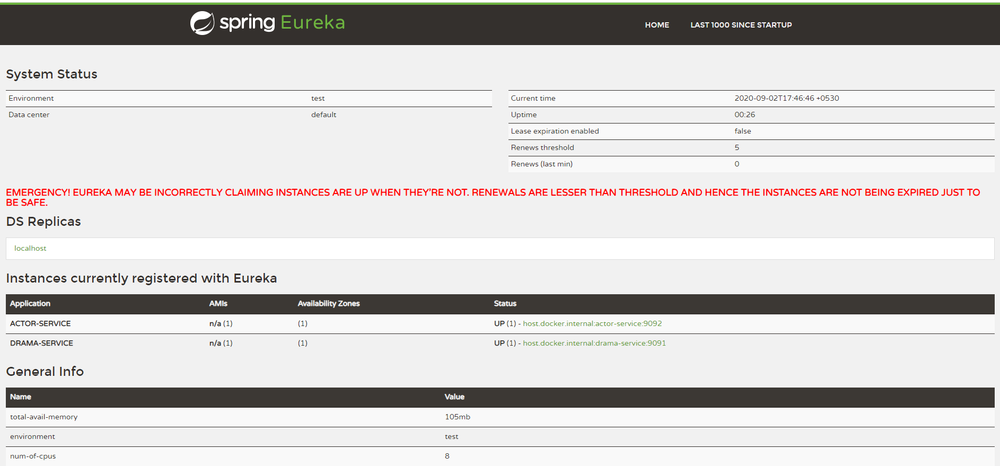 spring Eureka
HOME LAST 1000 SINCE STARTUP
System Status
Environment test
Data center default
Current time 2020-09-02T17:46:46 +0530
Uptime 00:26
Lease expiration enabled false
Renews threshold 5
Renews (last min) 0
EMERGENCY! EUREKA MAY BE INCORRECTLY CLAIMING INSTANCES ARE UP WHEN THEY'RE NOT. RENEWALS ARE LESSER THAN THRESHOLD AND HENCE THE INSTANCES ARE NOT BEING EXPIRED JUST TO
BE SAFE.
DS Replicas
localhost
Instances currently registered with Eureka
Application AMIs Availability Zones Status
ACTOR-SERVICE n/a (1) (1) UP (1) - host.docker.internal:actor-service:9092
DRAMA-SERVICE n/a (1) (1) UP (1) - host.docker.internal:drama-service:9091
General Info
Name Value
total-avail-memory 105mb
environment test
num-of-cpus 8